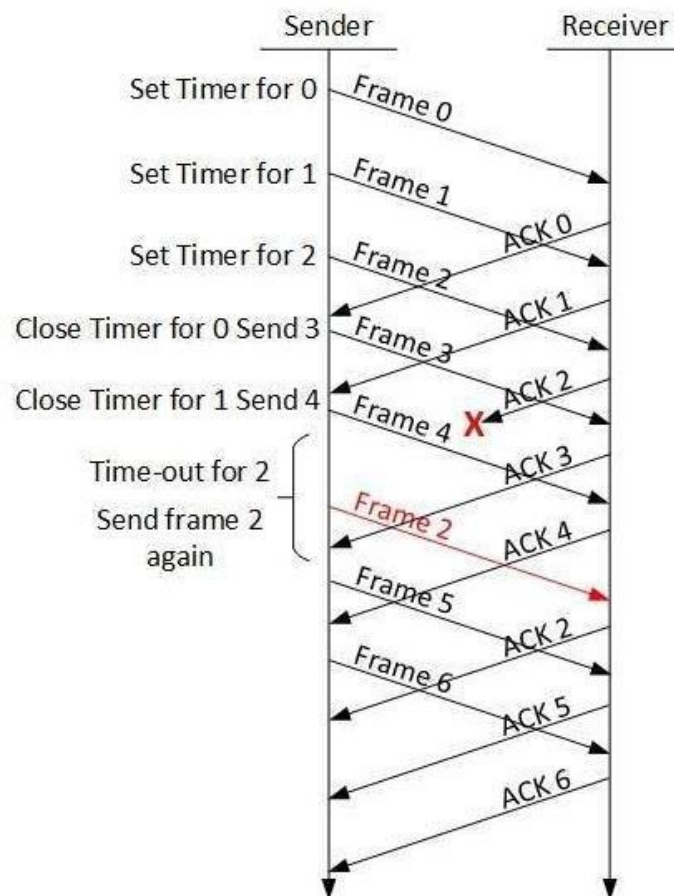 Sender
Receiver
Set Timer for 0
Frame 0
Set Timer for 1
Frame 1
ACK 0
Set Timer for 2
Frame 2
ACK 1
Close Timer for 0 Send 3
Frame 3
ACK 2
Close Timer for 1 Send 4
Frame 4
X
ACK 3
Time-out for 2
Send frame 2
again
Frame 2
ACK 4
Frame 5
ACK 2
Frame 6
ACK 5
ACK 6